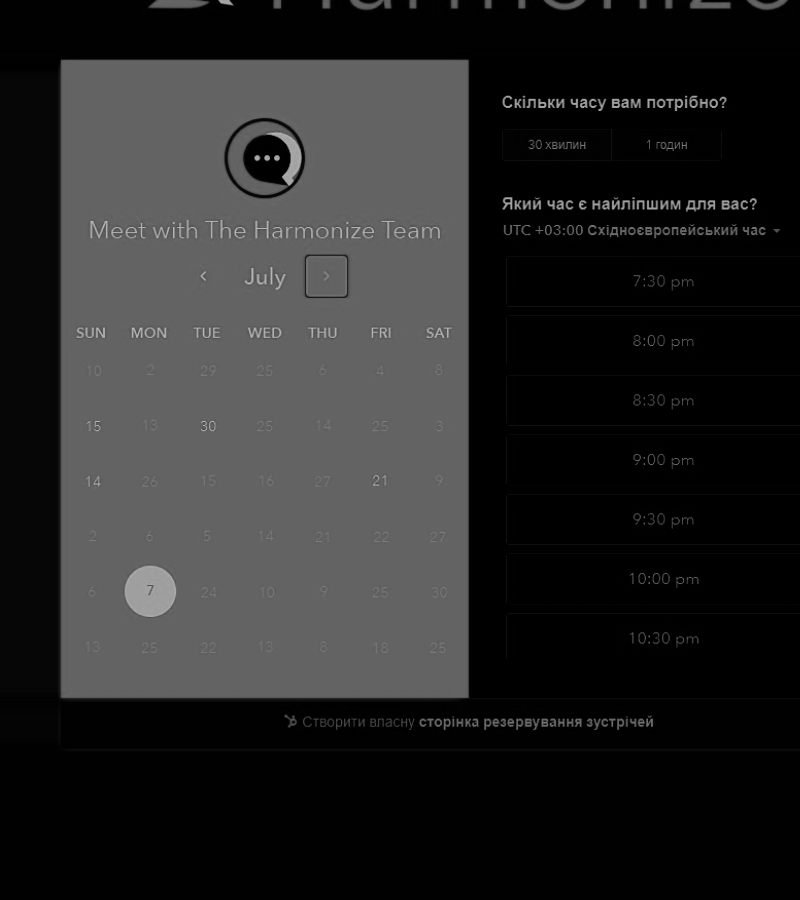 Harmonize
Meet with The Harmonize Team
July
SUN MON TUE WED THU FRI SAT
10 2 29 25 6 4 8
15 13 30 25 14 25 3
14 26 15 16 27 21 9
2 6 5 14 21 22 27
6 7 24 10 9 25 30
13 25 22 13 8 18 25
Скільки часу вам потрібно?
30 хвилин 1 годин
Який час є найліпшим для вас?
UTC +03:00 Східноєвропейський час
7:30 pm
8:00 pm
8:30 pm
9:00 pm
9:30 pm
10:00 pm
10:30 pm
Створити власну сторінка резервування зустрічей